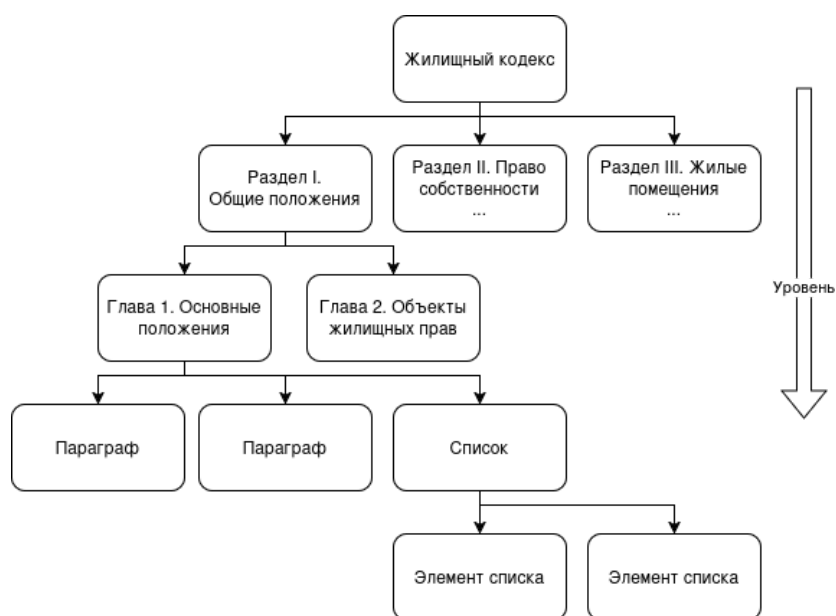 Жилищный кодекс
Раздел I.
Общие положения
Раздел II. Право
собственности
...
Раздел III. Жилые
помещения
...
Уровень
Глава 1. Основные
положения
Глава 2. Объекты
жилищных прав
Параграф
Параграф
Список
Элемент списка
Элемент списка